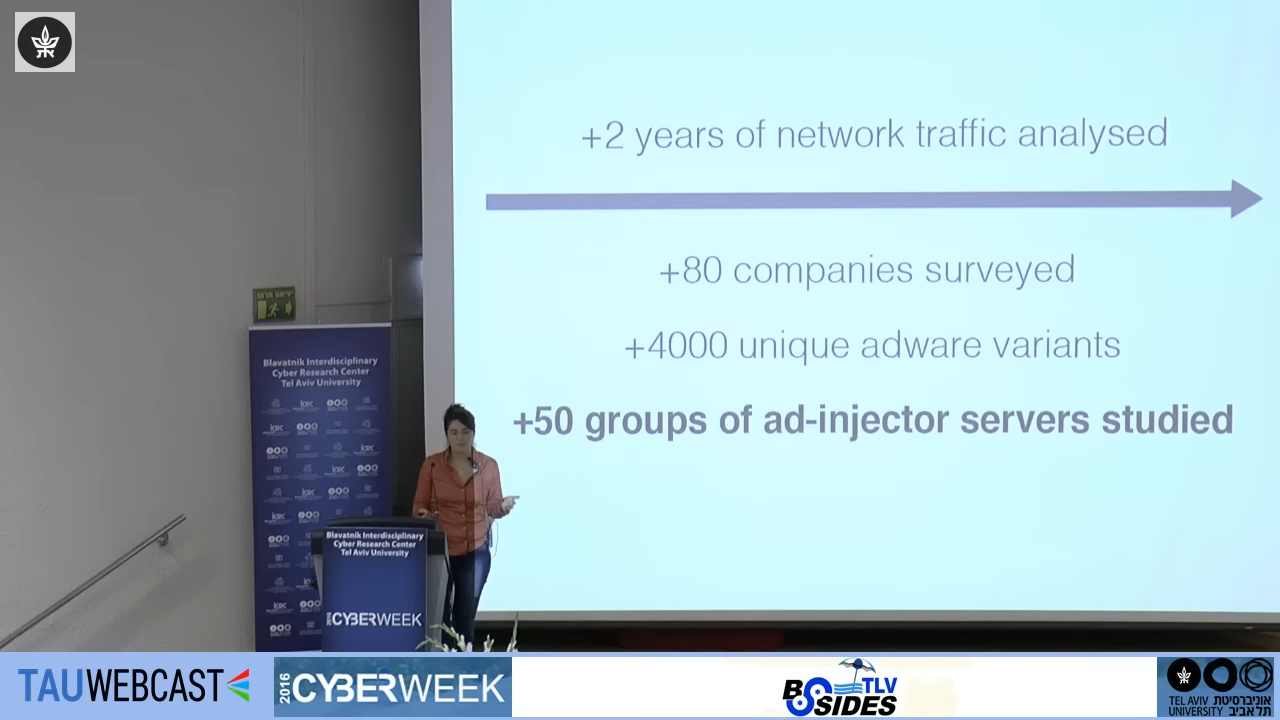 +2 years of network traffic analysed
+80 companies surveyed
+4000 unique adware variants
+50 groups of ad-injector servers studied
Blavatnik Interdisciplinary
Cyber Research Center
Tel Aviv University
Blavatnik Interdisciplinary
Cyber Research Center
Tel Aviv University
2016 CYBERWEEK
TAUWEBCAST
2016 CYBERWEEK
BSIDES TLV
TEL AVIV אוניברסיטת
UNIVERSITY תל אביב